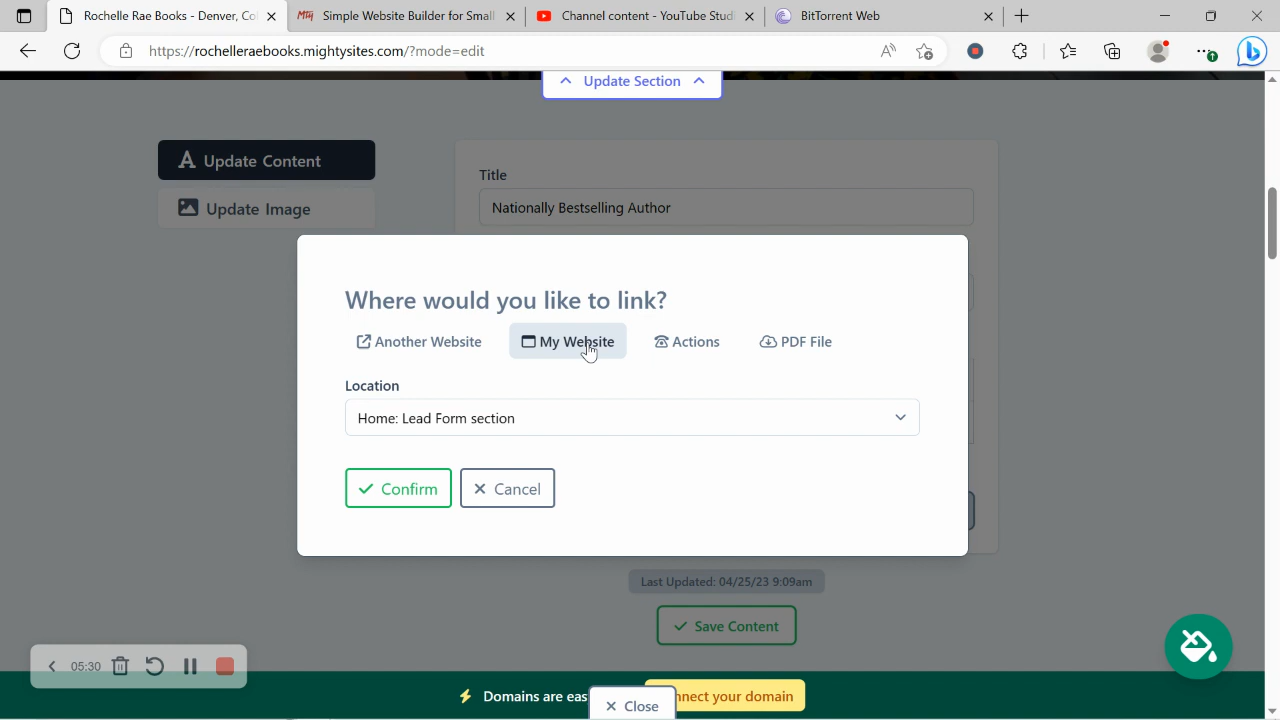 Rochelle Rae Books - Denver, Co
Simple Website Builder for Small
Channel content - YouTube Studi
BitTorrent Web
https://rochelleraebooks.mightysites.com/?mode=edit
Update Section
Update Content
Update Image
Title
Nationally Bestselling Author
Where would you like to link?
Another Website
My Website
Actions
PDF File
Location
Home: Lead Form section
Confirm
Cancel
Last Updated: 04/25/23 9:09am
Save Content
05:30
Domains are eas
nnect your domain
Close